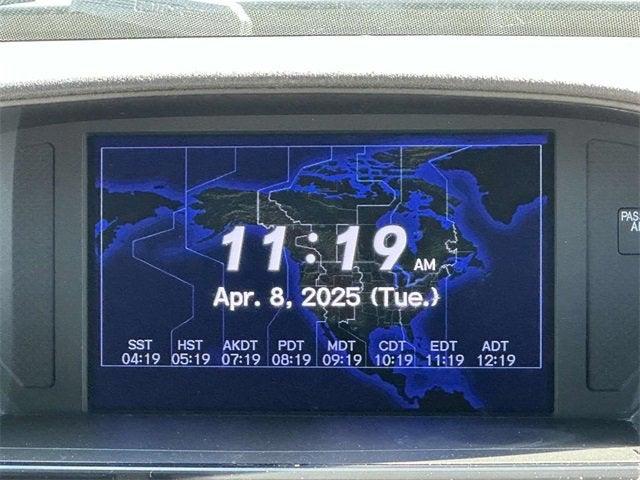 11:19 AM
Apr. 8, 2025 (Tue.)
SST HST AKDT PDT MDT CDT EDT ADT
04:19 05:19 07:19 08:19 09:19 10:19 11:19 12:19